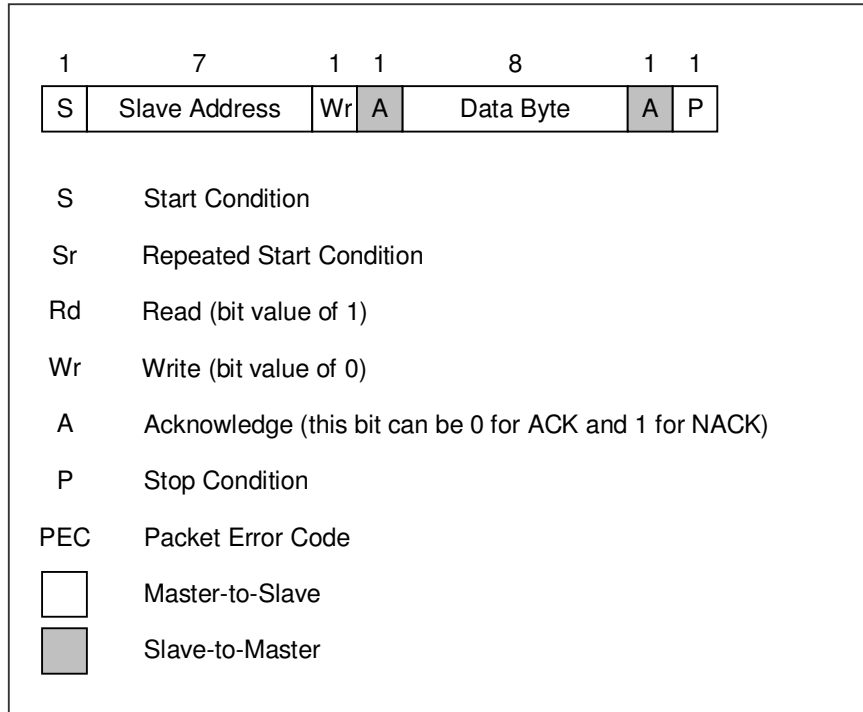 1 7 1 1 8 1 1
S Slave Address Wr A Data Byte A P
S Start Condition
Sr Repeated Start Condition
Rd Read (bit value of 1)
Wr Write (bit value of 0)
A Acknowledge (this bit can be 0 for ACK and 1 for NACK)
P Stop Condition
PEC Packet Error Code
Master-to-Slave
Slave-to-Master